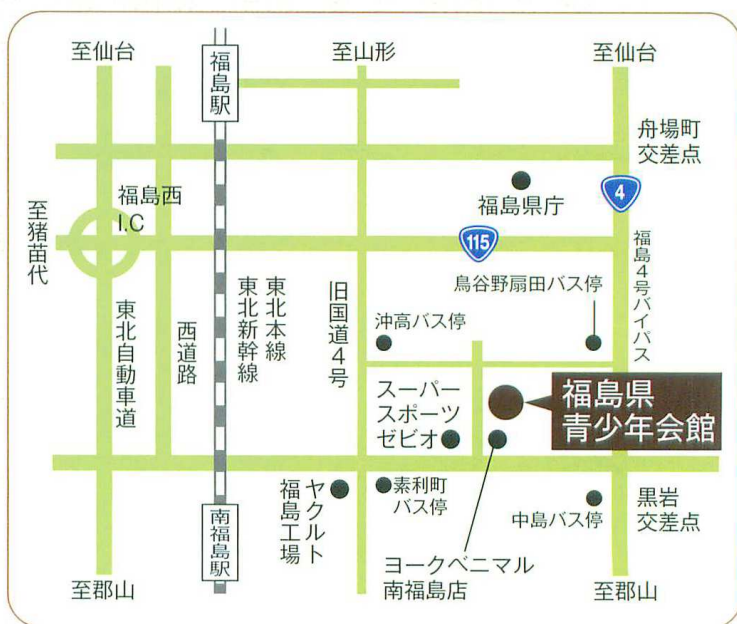 至仙台
至山形
至仙台
福島駅
舟場町
交差点
福島県庁
4
福島西
I.C
至猪苗代
115
福島4号バイパス
鳥谷野扇田バス停
東北自動車道
西道路
東北新幹線
東北本線
旧国道4号
沖高バス停
スーパー
スポーツ
ゼビオ
福島県
青少年会館
南福島駅
ヤクルト
福島工場
素利町
バス停
中島バス停
黒岩
交差点
ヨークベニマル
南福島店
至郡山
至郡山